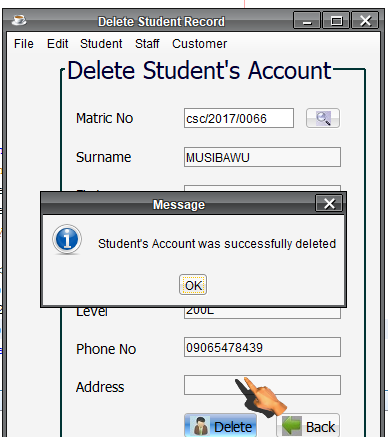 Delete Student Record
File Edit Student Staff Customer
Delete Student's Account
Matric No csc/2017/0066
Surname MUSIBAWU
Message
Student's Account was successfully deleted
OK
Level 200L
Phone No 09065478439
Address
Delete Back